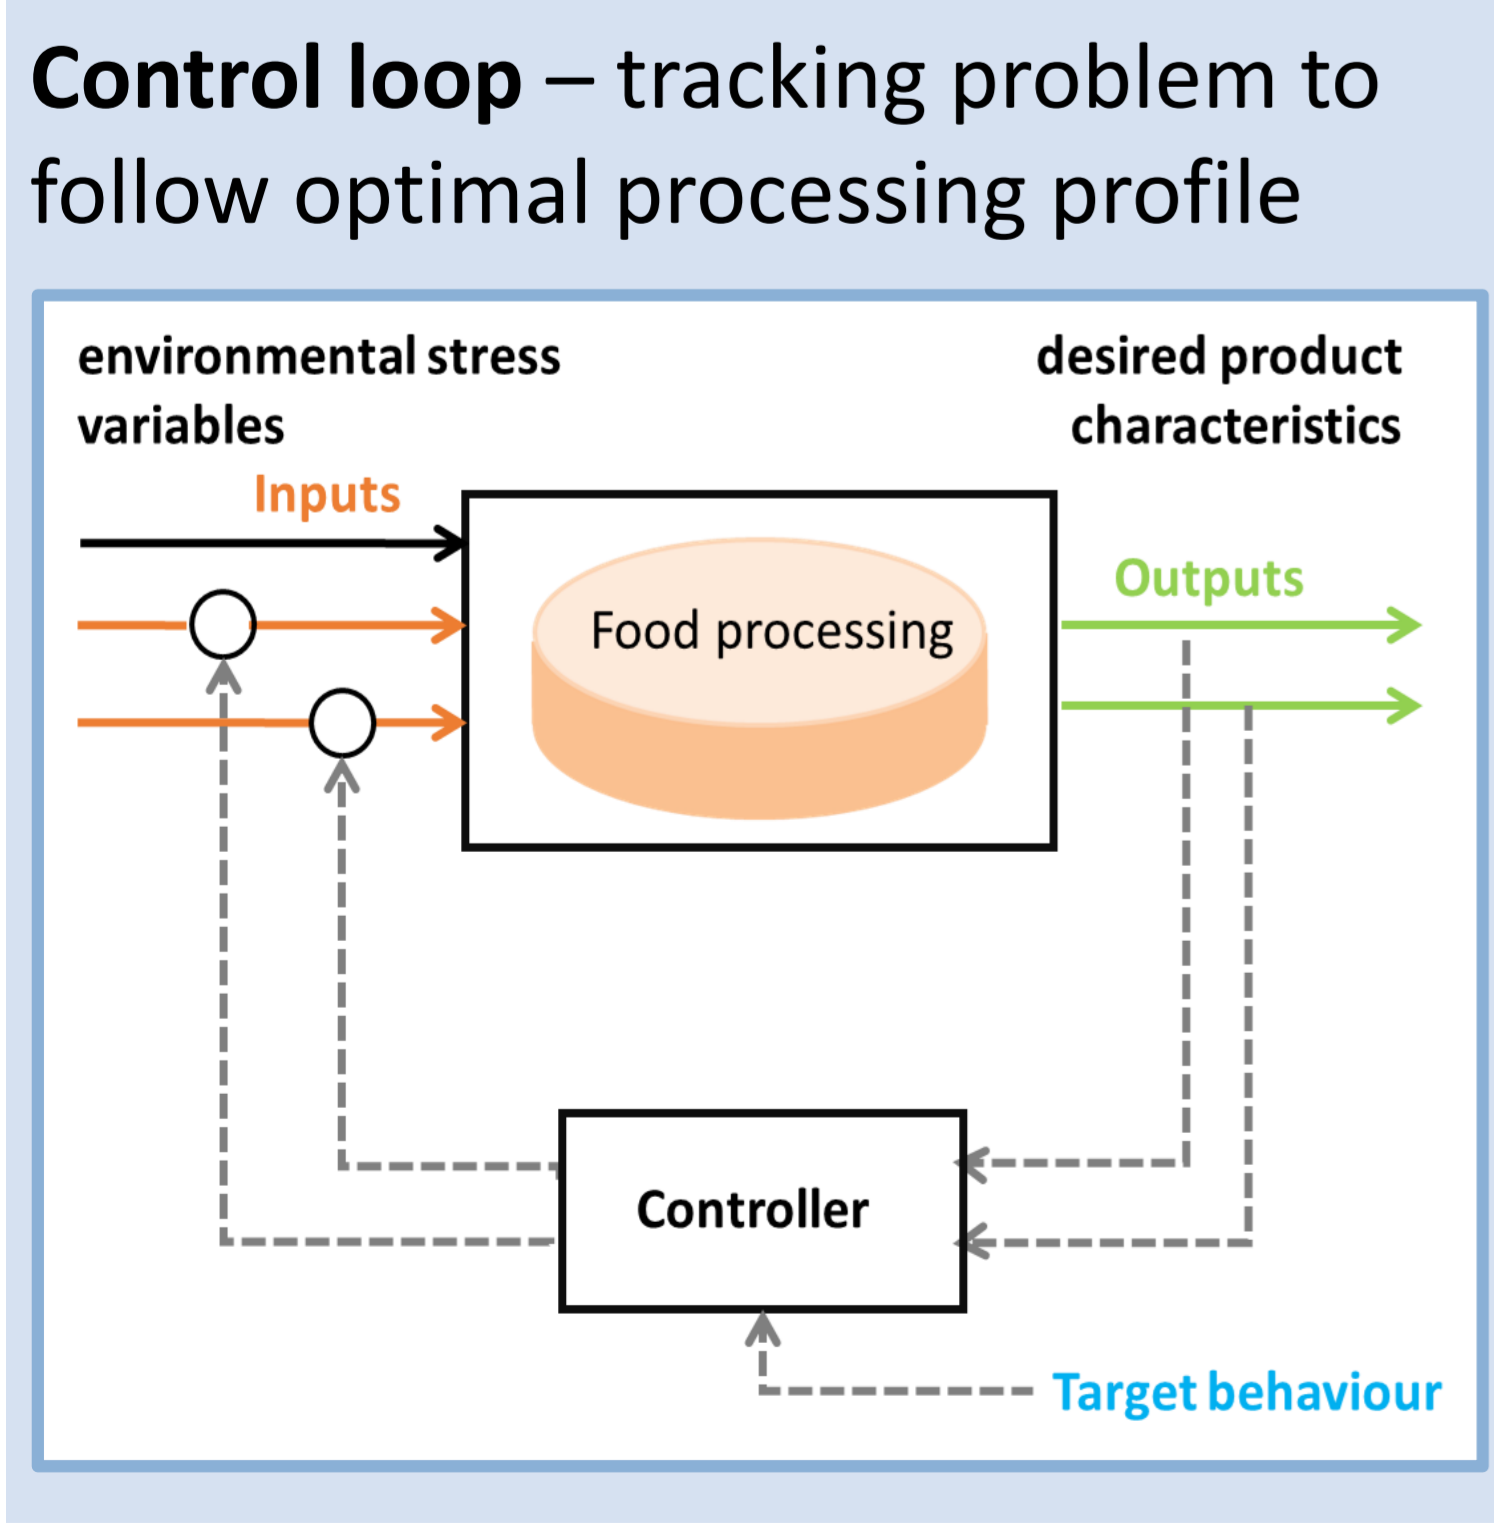 Control loop – tracking problem to
follow optimal processing profile
environmental stress
variables
desired product
characteristics
Inputs
Outputs
Food processing
Controller
Target behaviour